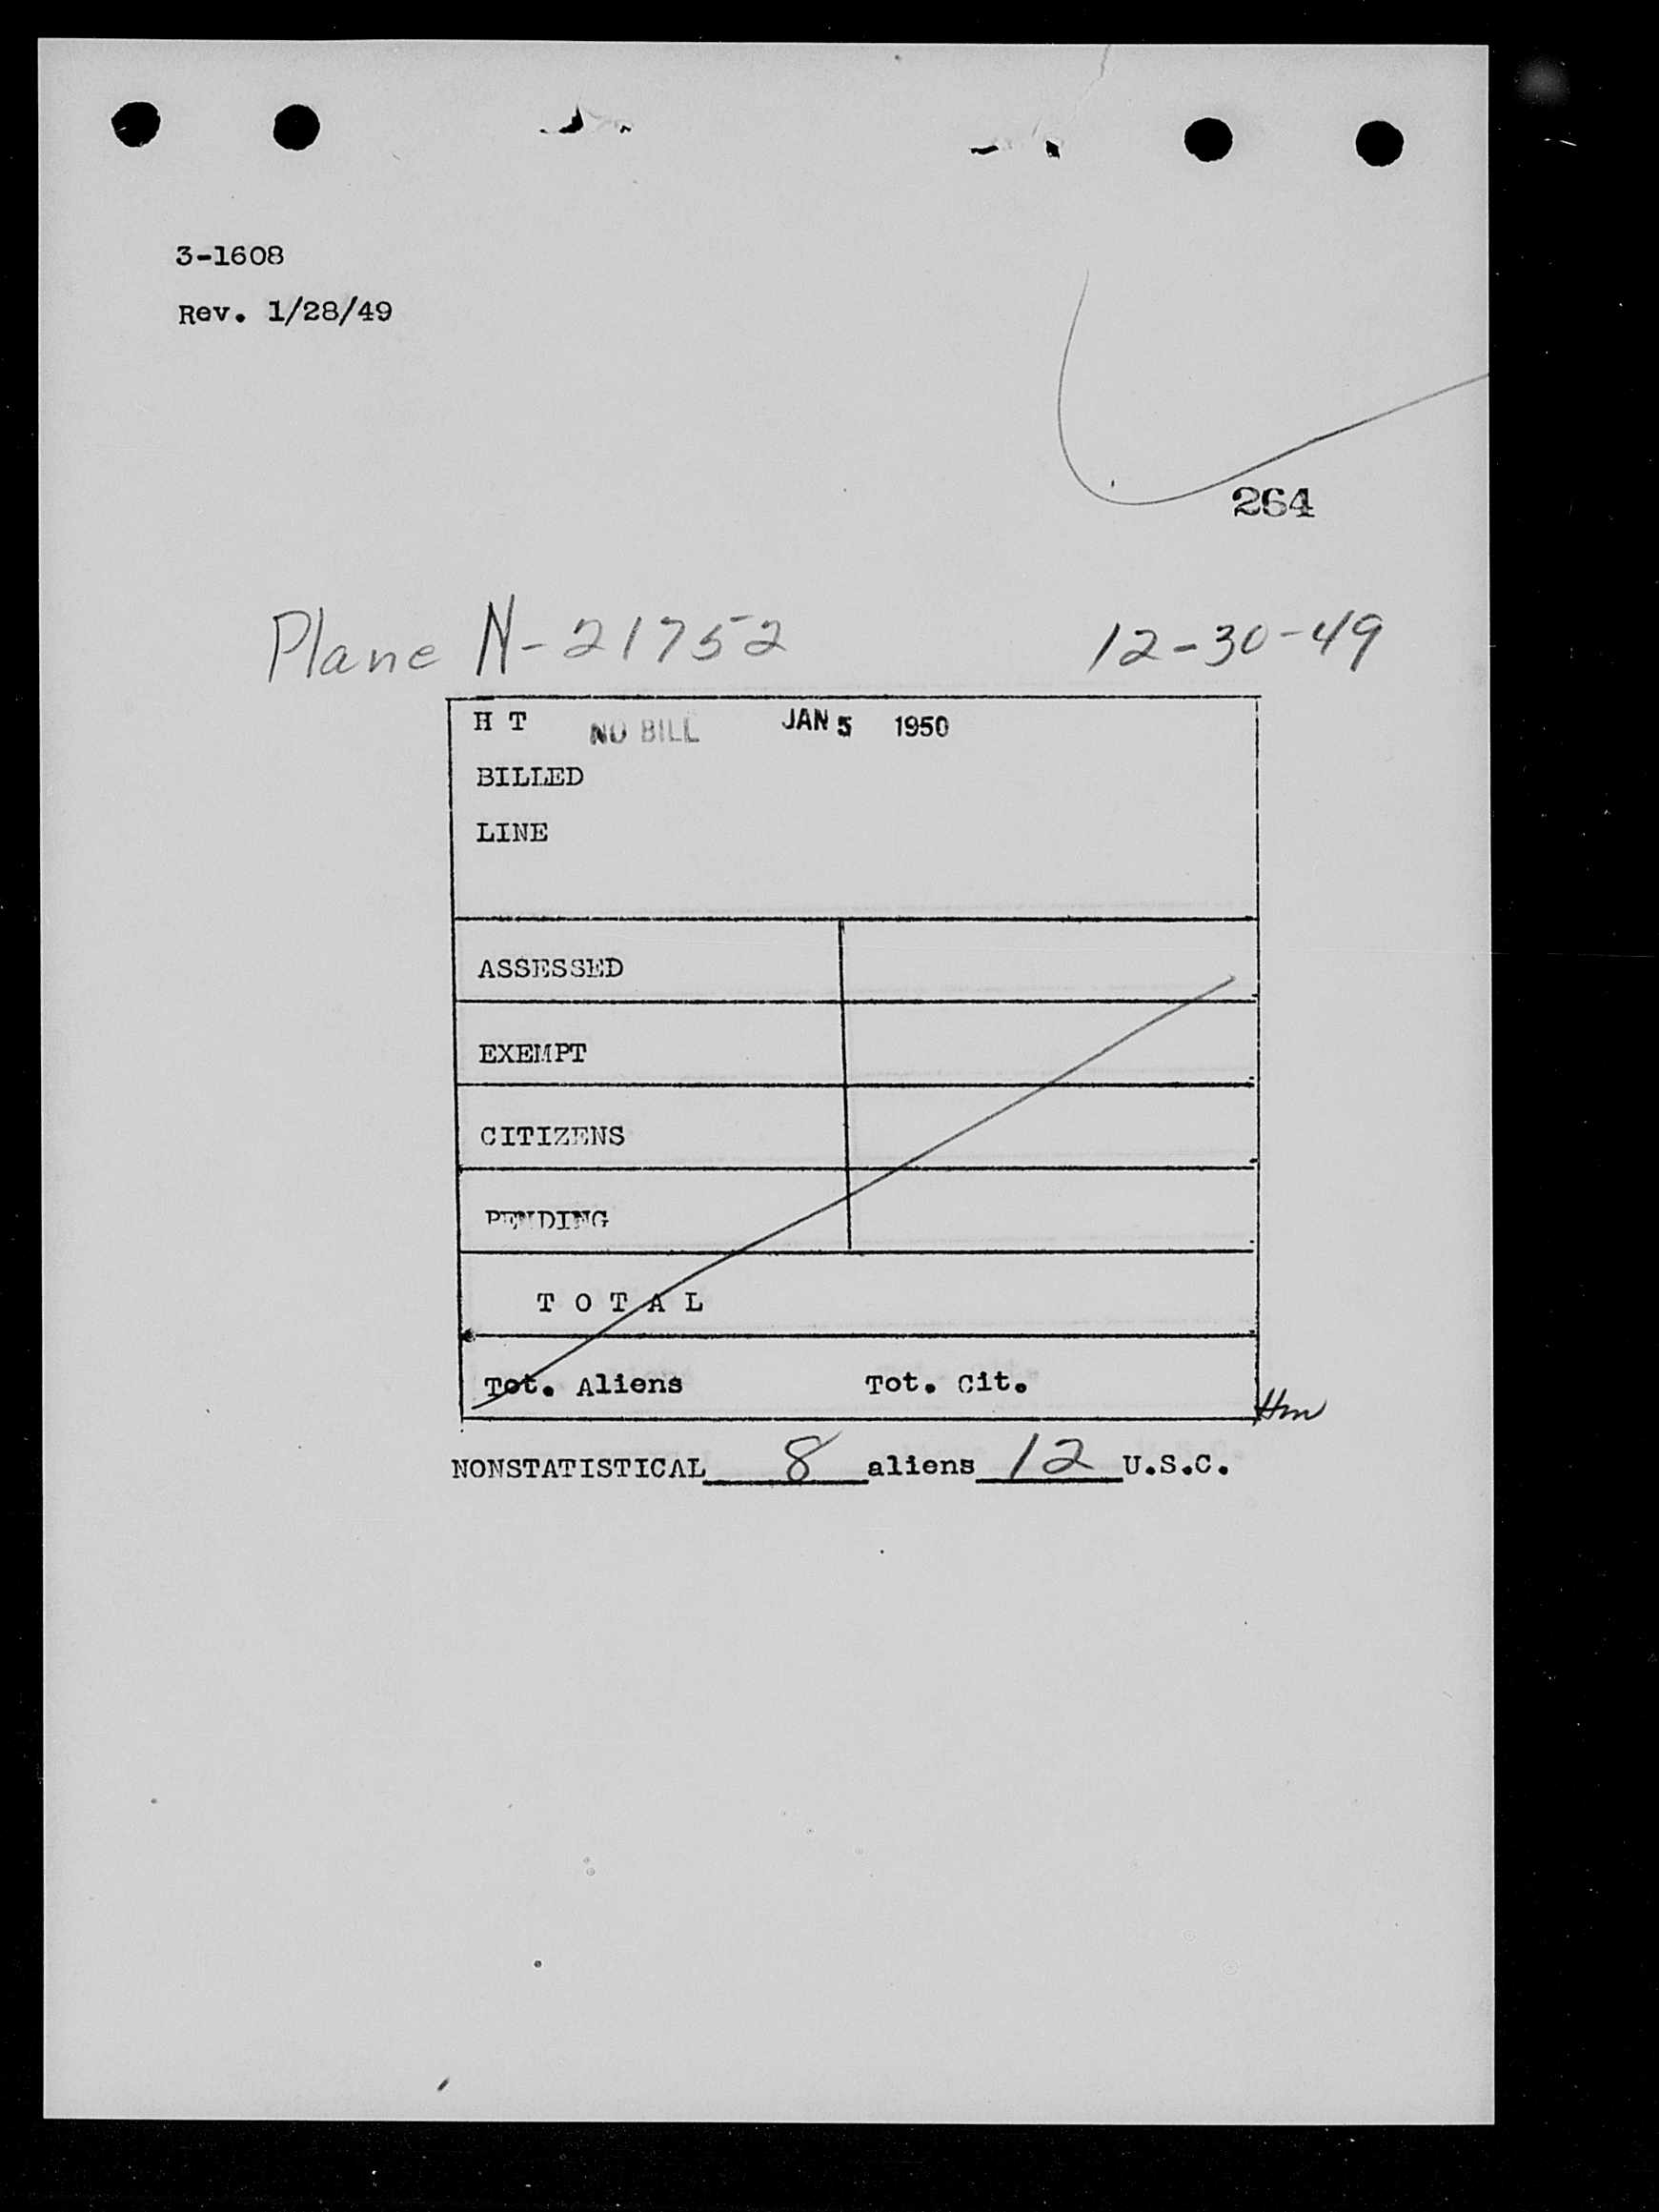 3-1608
Rev. 1/28/49
264
Plane N-21752 12-30-49
H T NO BILL JAN 5 1950
BILLED
LINE
ASSESSED
EXEMPT
CITIZENS
PENDING
T O T A L
Tot. Aliens Tot. Cit.
Hm
NONSTATISTICAL 8 aliens 12 U.S.C.